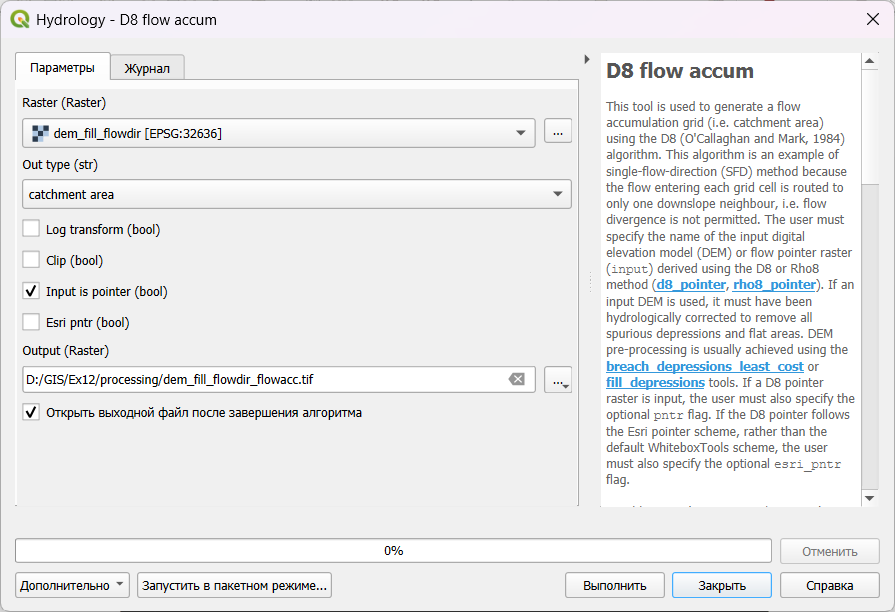 Hydrology - D8 flow accum
Параметры
Журнал
Raster (Raster)
dem_fill_flowdir [EPSG:32636]
...
Out type (str)
catchment area
Log transform (bool)
Clip (bool)
Input is pointer (bool)
Esri pntr (bool)
Output (Raster)
D:/GIS/Ex12/processing/dem_fill_flowdir_flowacc.tif
...
Открыть выходной файл после завершения алгоритма
D8 flow accum
This tool is used to generate a flow
accumulation grid (i.e. catchment area)
using the D8 (O'Callaghan and Mark, 1984)
algorithm. This algorithm is an example of
single-flow-direction (SFD) method because
the flow entering each grid cell is routed to
only one downslope neighbour, i.e. flow
divergence is not permitted. The user must
specify the name of the input digital
elevation model (DEM) or flow pointer raster
(input) derived using the D8 or Rho8
method (d8_pointer, rho8_pointer). If an
input DEM is used, it must have been
hydrologically corrected to remove all
spurious depressions and flat areas. DEM
pre-processing is usually achieved using the
breach_depressions_least_cost or
fill_depressions tools. If a D8 pointer
raster is input, the user must also specify the
optional pntr flag. If the D8 pointer follows
the Esri pointer scheme, rather than the
default WhiteboxTools scheme, the user
must also specify the optional esri_pntr
flag.
0%
Отменить
Дополнительно
Запустить в пакетном режиме...
Выполнить
Закрыть
Справка